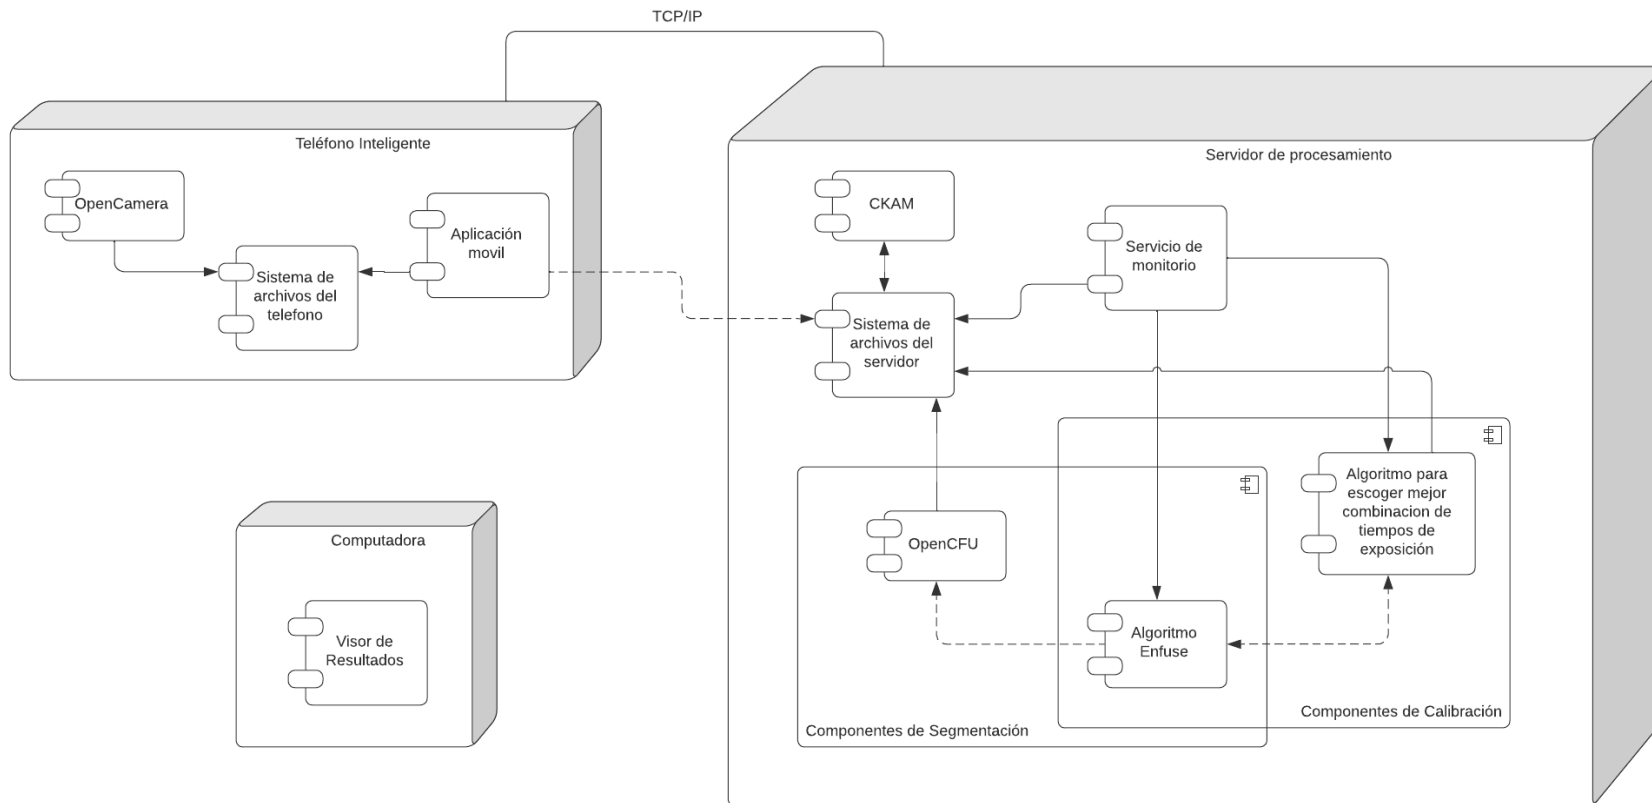 TCP/IP
Teléfono Inteligente
OpenCamera
Aplicación
movil
Sistema de
archivos del
telefono
Servidor de procesamiento
CKAM
Servicio de
monitorio
Sistema de
archivos del
servidor
Algoritmo para
escoger mejor
combinacion de
tiempos de
exposición
OpenCFU
Algoritmo
Enfuse
Componentes de Calibración
Componentes de Segmentación
Computadora
Visor de
Resultados